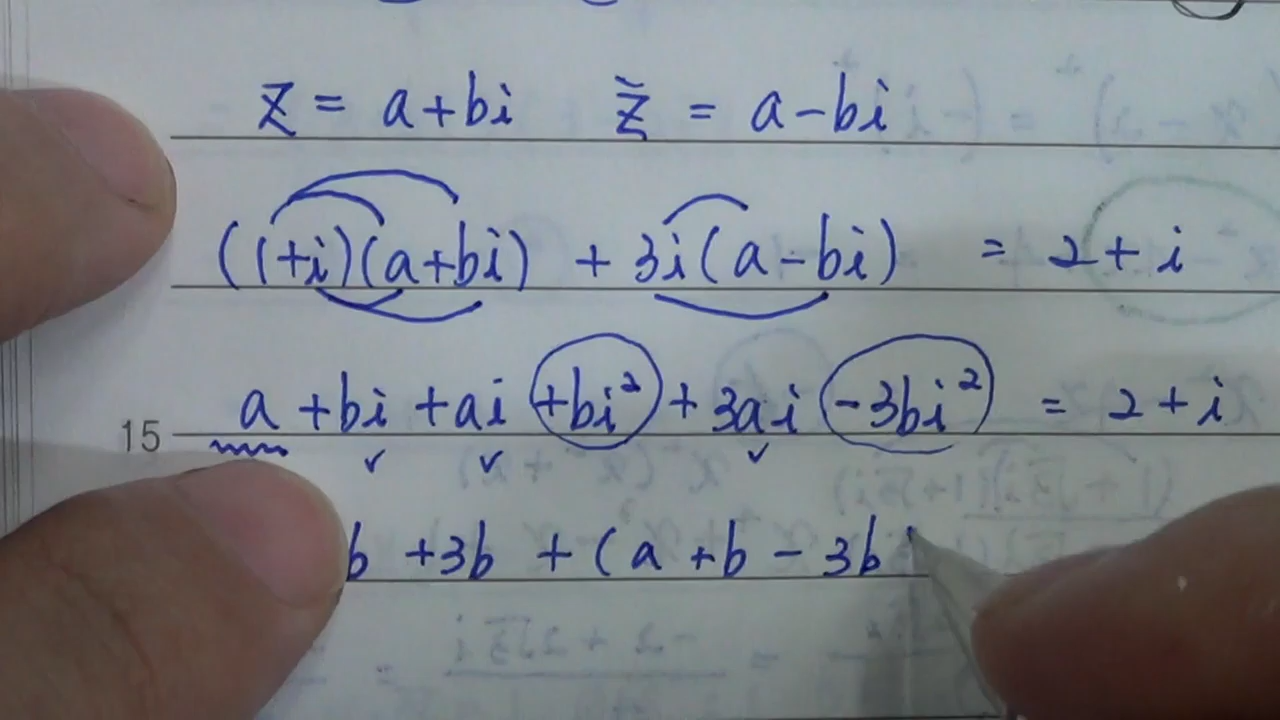 z = a+bi   z̄ = a-bi
(1+i)(a+bi) + 3i(a-bi) = 2+i
a +bi +ai +bi² + 3ai -3bi² = 2+i
15
b +3b + (a +b - 3b